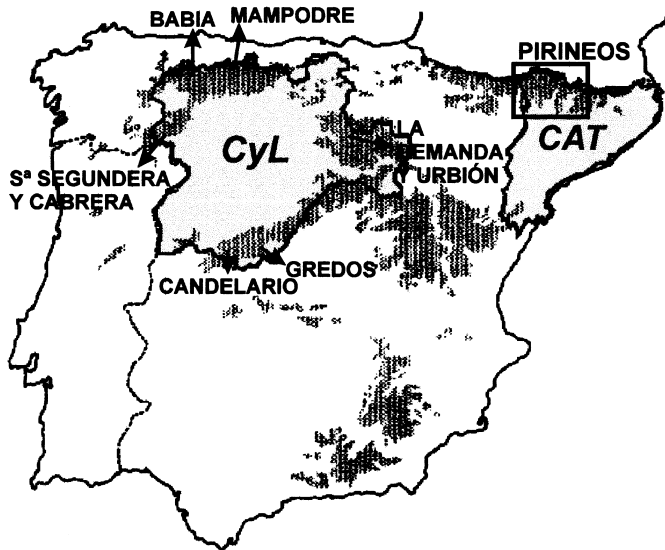 BABIA
MAMPODRE
PIRINEOS
LA
DEMANDA
URBIÓN
CyL
CAT
Sª SEGUNDERA
Y CABRERA
CANDELARIO
GREDOS